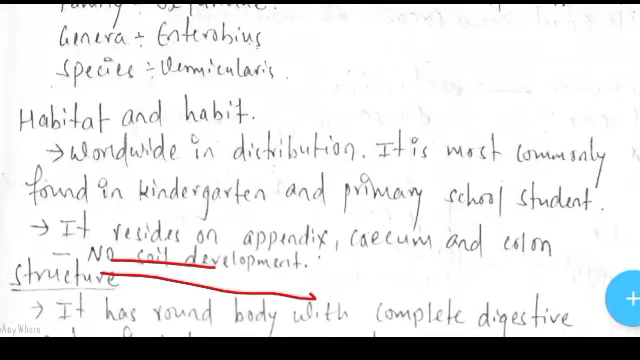 Genera ÷ Enterobius
Species ÷ Vermicularis.
Habitat and habit.
→ Worldwide in distribution. It is most commonly
found in kindergarten and primary school student.
→ It resides on appendix, caecum and colon
– No soil development.
Structure
→ It has round body with complete digestive
AnyWhere